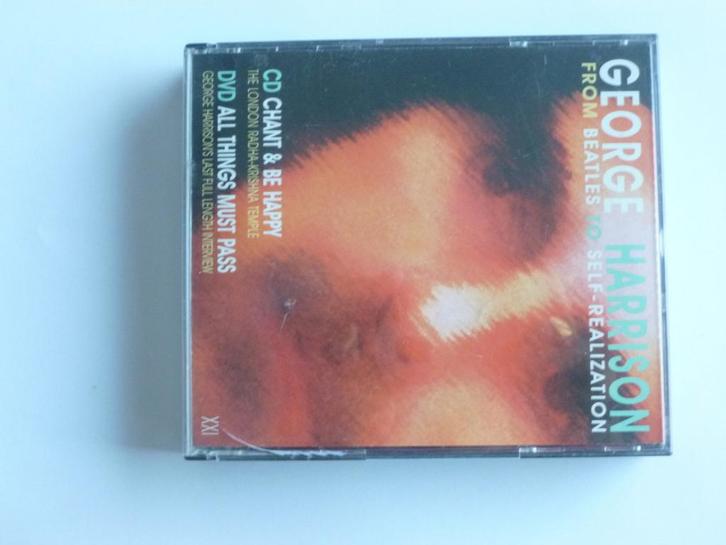 GEORGE HARRISON
FROM BEATLES TO SELF-REALIZATION
CD CHANT & BE HAPPY
THE LONDON RADHA-KRISHNA TEMPLE
DVD ALL THINGS MUST PASS
GEORGE HARRISON'S LAST FULL LENGTH INTERVIEW
XXI